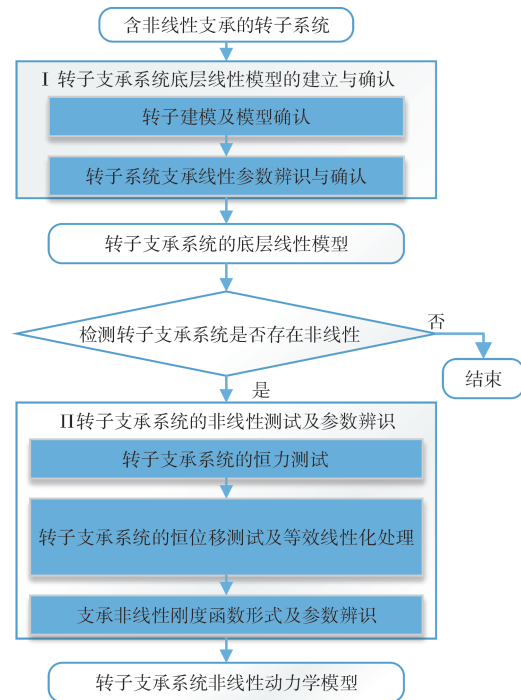 含非线性支承的转子系统
I 转子支承系统底层线性模型的建立与确认
转子建模及模型确认
转子系统支承线性参数辨识与确认
转子支承系统的底层线性模型
检测转子支承系统是否存在非线性
否
结束
是
II转子支承系统的非线性测试及参数辨识
转子支承系统的恒力测试
转子支承系统的恒位移测试及等效线性化处理
支承非线性刚度函数形式及参数辨识
转子支承系统非线性动力学模型